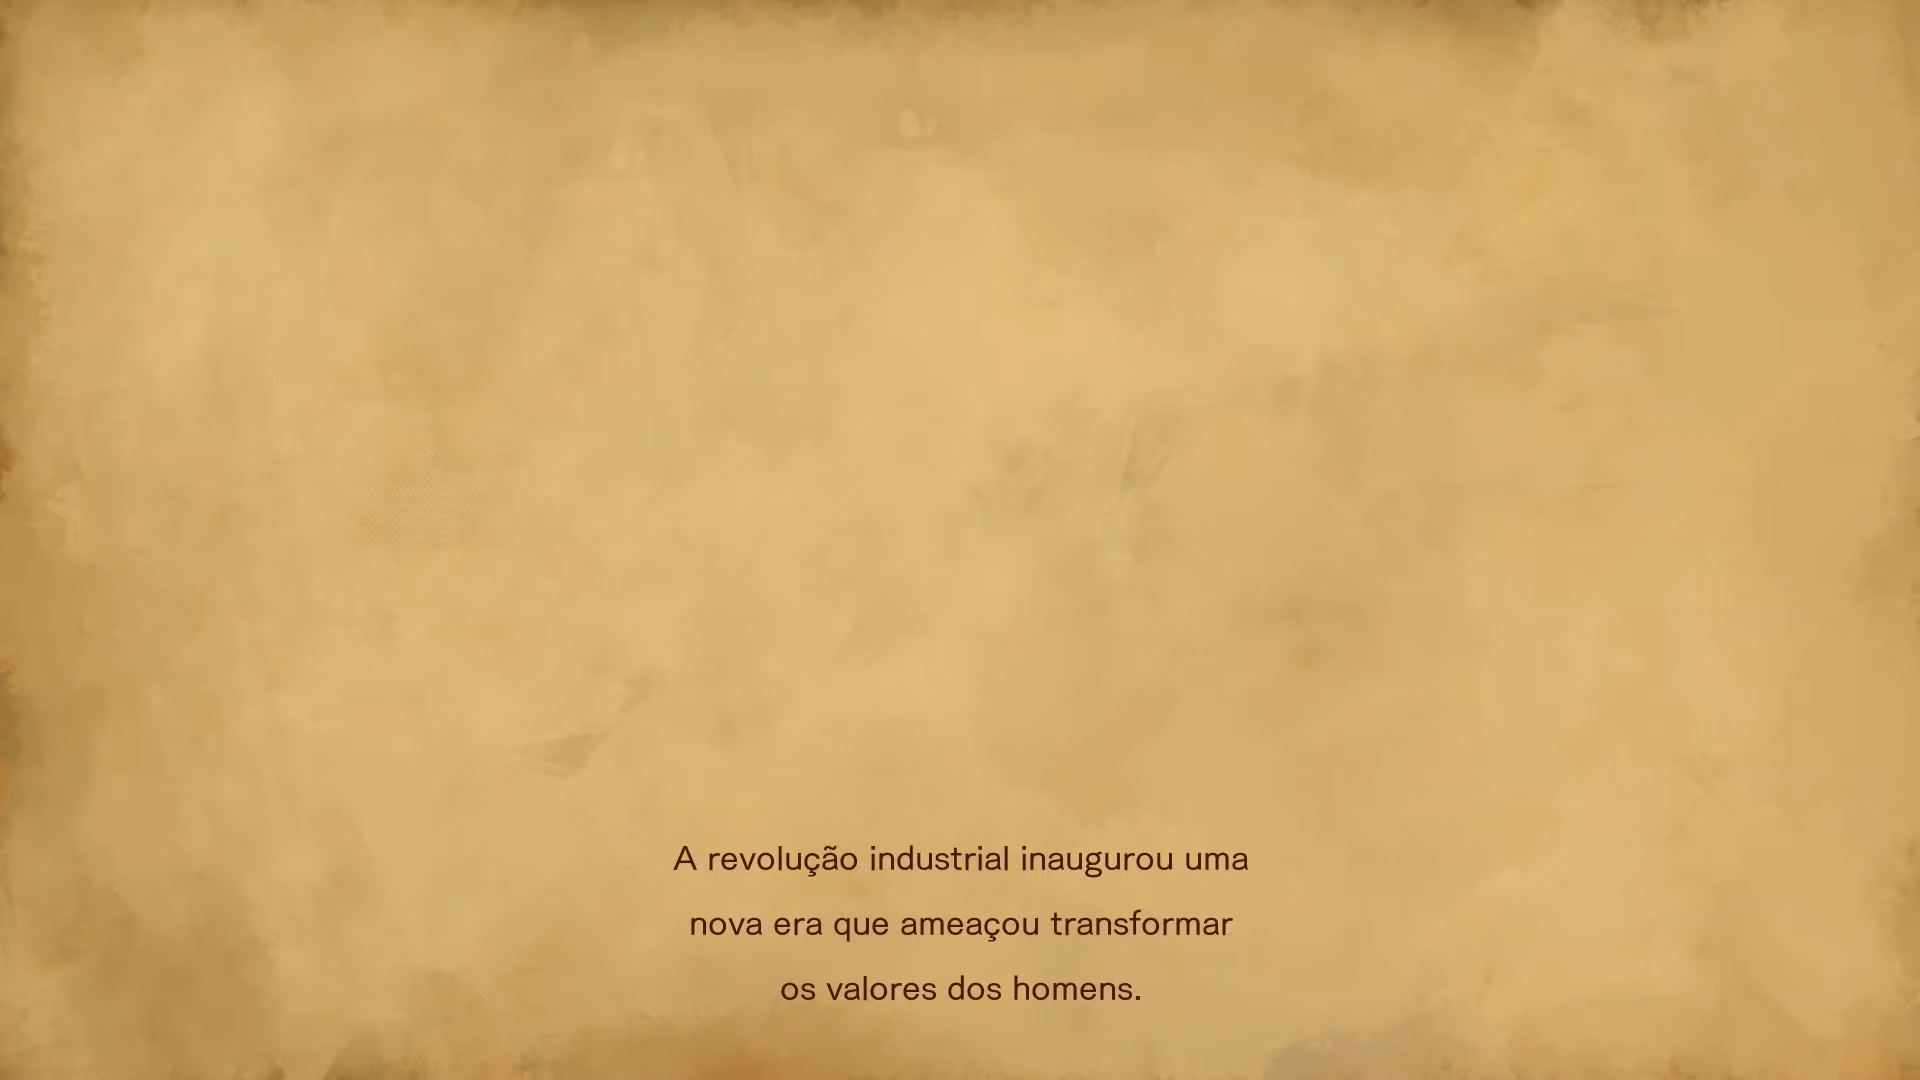 A revolução industrial inaugurou uma
nova era que ameaçou transformar
os valores dos homens.